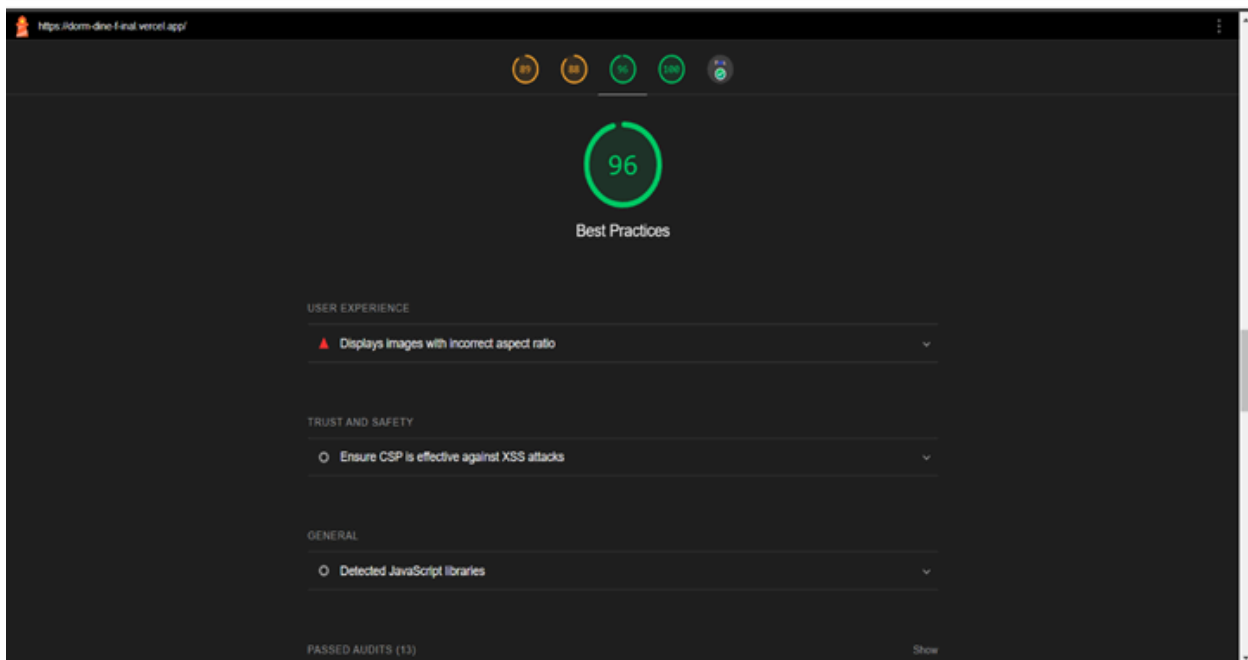 https://dorm-dine-f-inal.vercel.app/
89 88 96 100
96
Best Practices
USER EXPERIENCE
Displays images with incorrect aspect ratio
TRUST AND SAFETY
Ensure CSP is effective against XSS attacks
GENERAL
Detected JavaScript libraries
PASSED AUDITS (13) Show